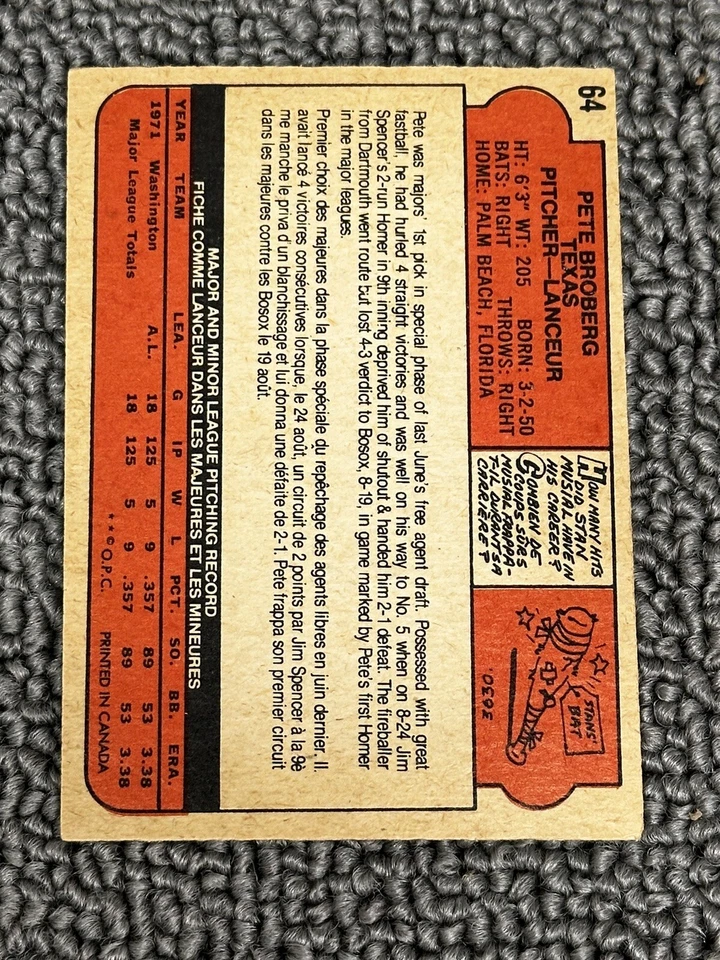 64
PETE BROBERG
TEXAS
PITCHER—LANCEUR
HT: 6'3" WT: 205 BORN: 3-2-50
BATS: RIGHT THROWS: RIGHT
HOME: PALM BEACH, FLORIDA
HOW MANY HITS
DID STAN
MUSIAL HAVE IN
HIS CAREER?
COMBIEN DE
COUPS SÛRS
MUSIAL FRAPPA-
T-IL DURANT SA
CARRIÈRE?
STANS'
BAT
3630.
Pete was majors' 1st pick in special phase of last June's free agent draft. Possessed with great
fastball, he had hurled 4 straight victories and was well on his way to No. 5 when on 8-24 Jim
Spencer's 2-run Homer in 9th inning deprived him of shutout & handed him 2-1 defeat. The fireballer
from Dartmouth went route but lost 4-3 verdict to Bosox, 8-19, in game marked by Pete's first Homer
in the major leagues.
Premier choix des majeures dans la phase spéciale du repêchage des agents libres en juin dernier. Il
avait lancé 4 victoires consécutives lorsque, le 24 août, un circuit de 2 points par Jim Spencer à la 9è
me manche le priva d'un blanchissage et lui donna une défaite de 2-1. Pete frappa son premier circuit
dans les majeures contre les Bosox le 19 août.
MAJOR AND MINOR LEAGUE PITCHING RECORD
FICHE COMME LANCEUR DANS LES MAJEURES ET LES MINEURES
YEAR TEAM LEA. G IP W L PCT. SO. BB. ERA.
1971 Washington A.L. 18 125 5 9 .357 89 53 3.38
Major League Totals 18 125 5 9 .357 89 53 3.38
**© O.P.C. PRINTED IN CANADA